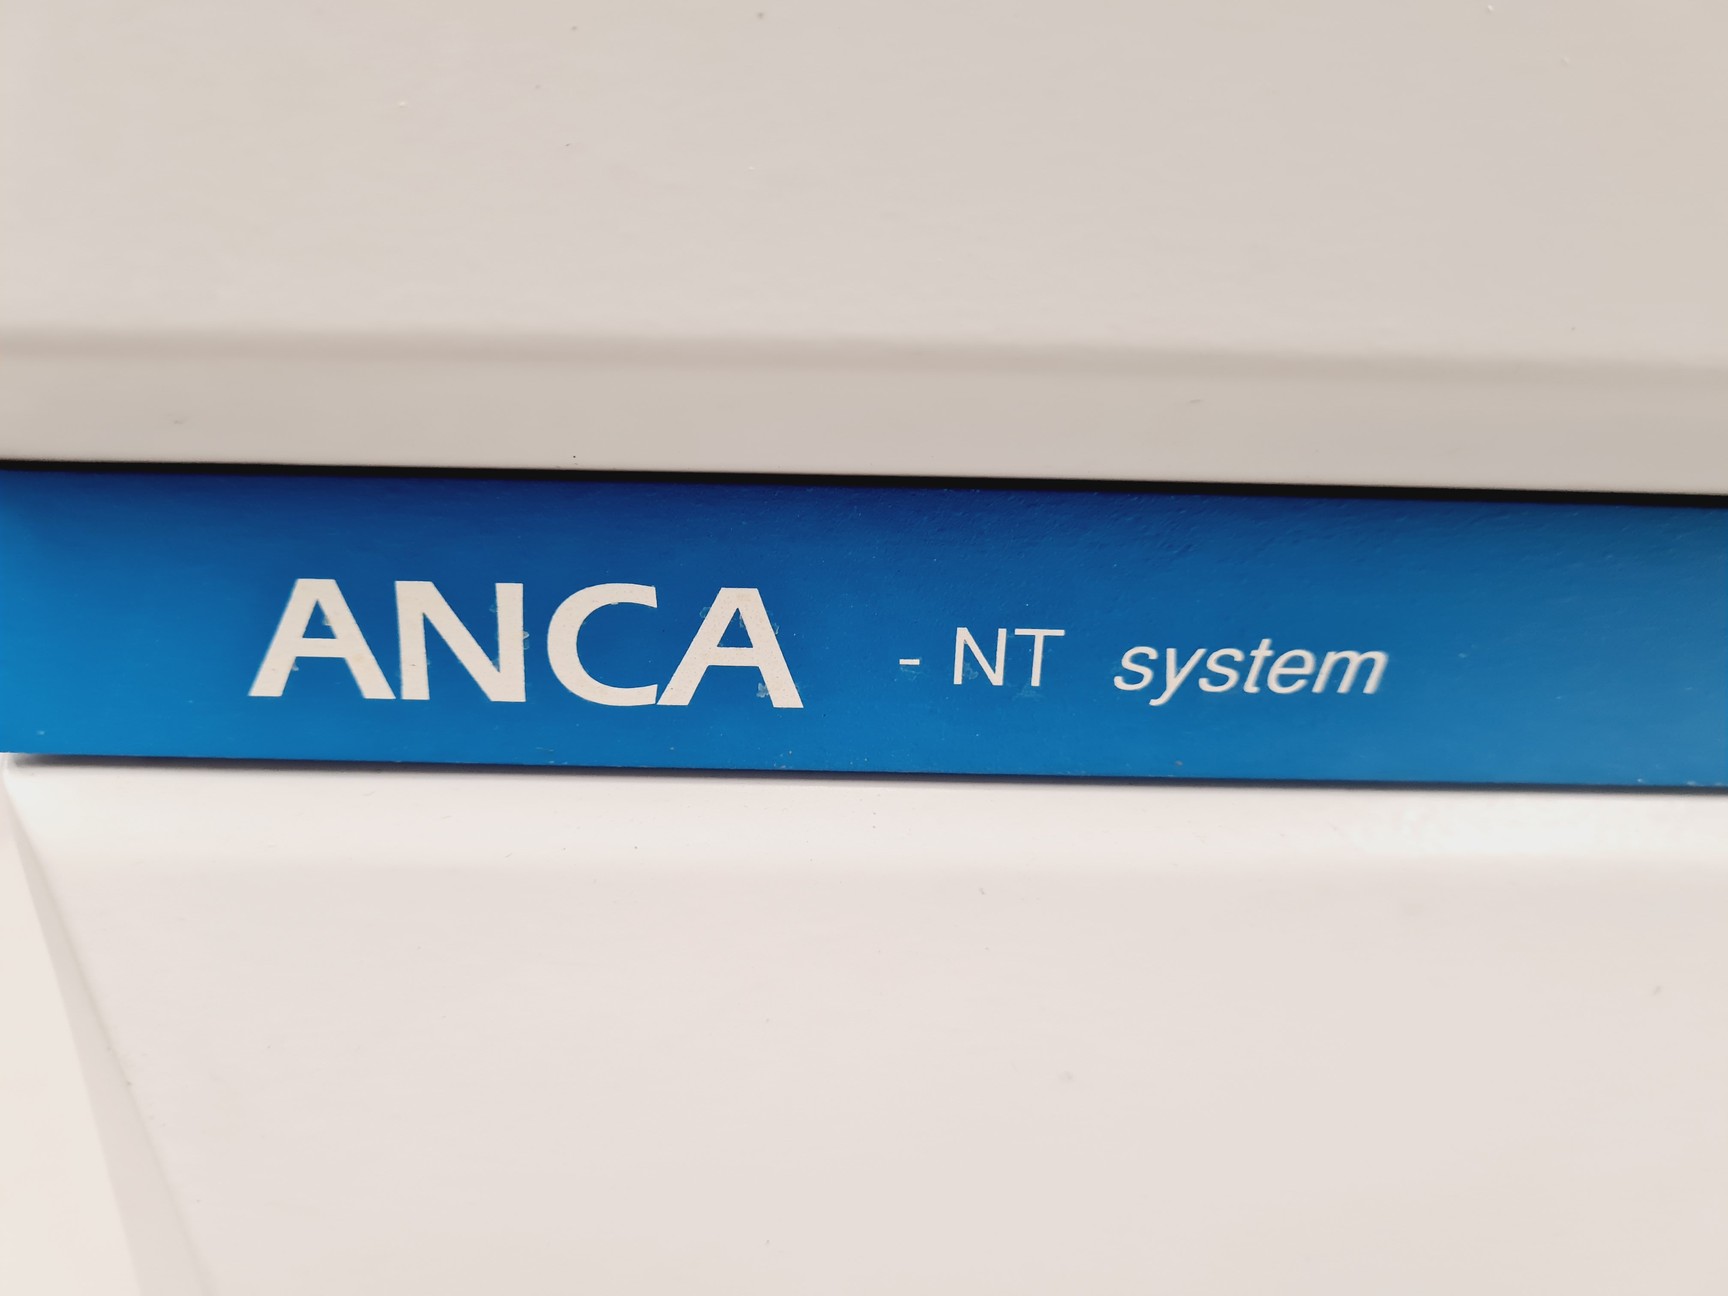 ANCA - NT system